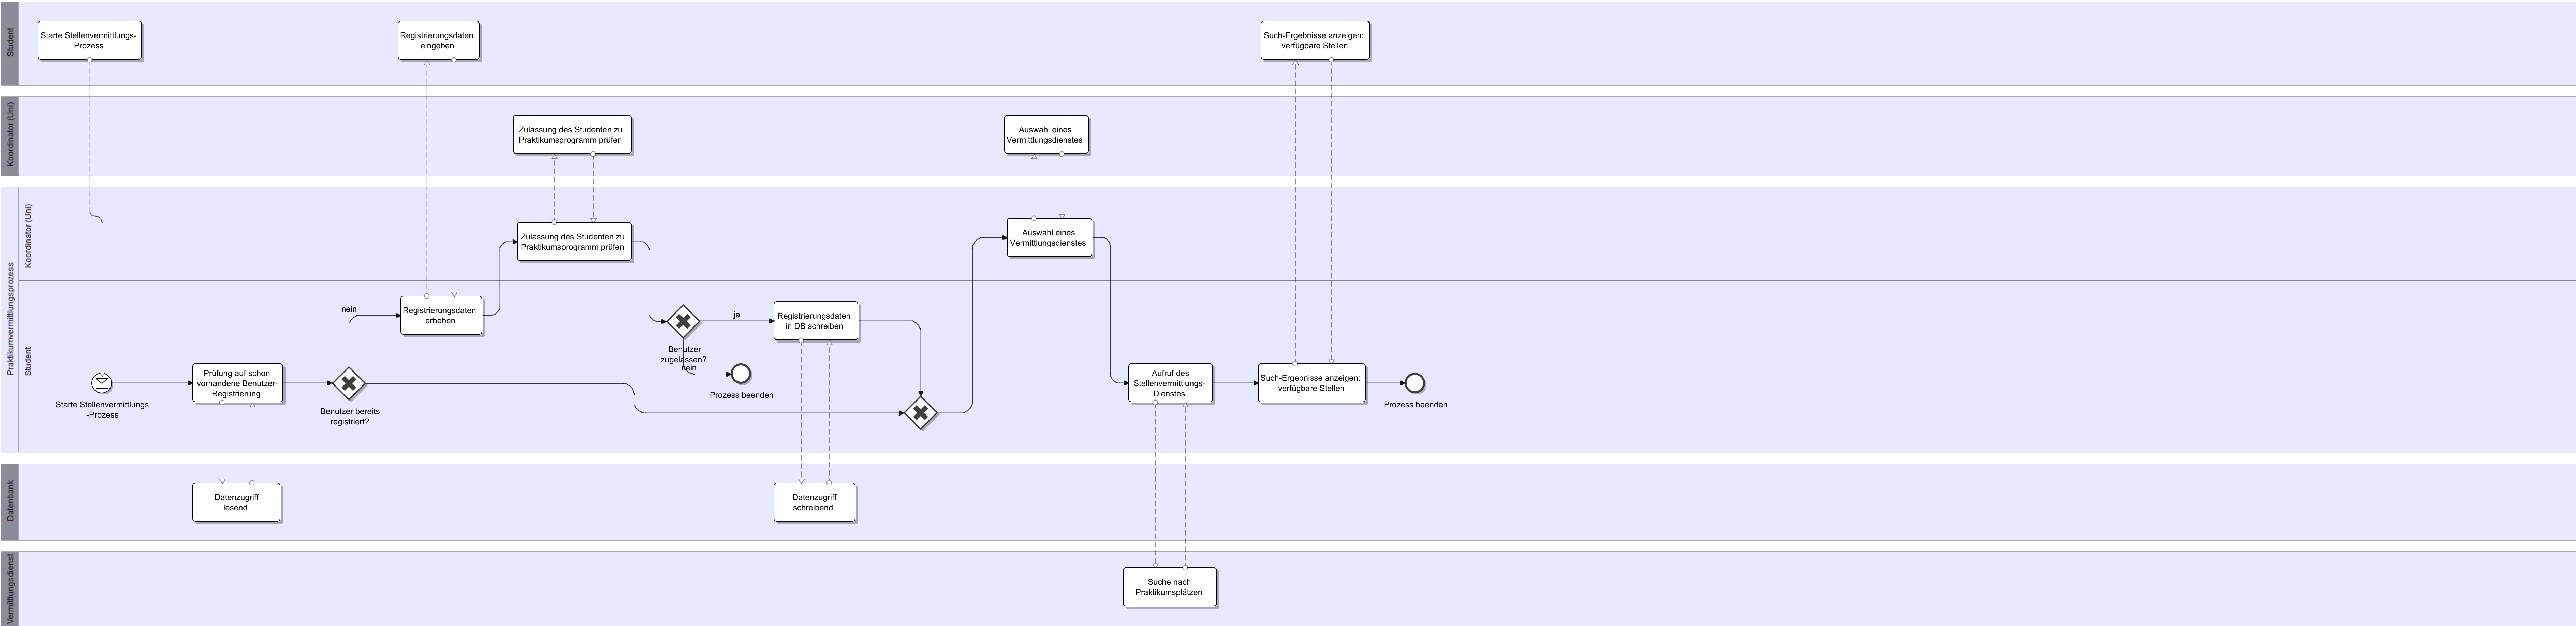 Student
Starte Stellenvermittlungs-
Prozess
Registrierungsdaten
eingeben
Such-Ergebnisse anzeigen:
verfügbare Stellen
Koordinator (Uni)
Zulassung des Studenten zu
Praktikumsprogramm prüfen
Auswahl eines
Vermittlungsdienstes
Praktikumvermittlungsprozess
Koordinator (Uni)
Zulassung des Studenten zu
Praktikumsprogramm prüfen
Auswahl eines
Vermittlungsdienstes
Student
nein
Registrierungsdaten
erheben
ja
Registrierungsdaten
in DB schreiben
Benutzer
zugelassen?
nein
Prozess beenden
Starte Stellenvermittlungs
-Prozess
Prüfung auf schon
vorhandene Benutzer-
Registrierung
Benutzer bereits
registriert?
Aufruf des
Stellenvermittlungs-
Dienstes
Such-Ergebnisse anzeigen:
verfügbare Stellen
Prozess beenden
Datenbank
Datenzugriff
lesend
Datenzugriff
schreibend
Vermittlungsdienst
Suche nach
Praktikumsplätzen